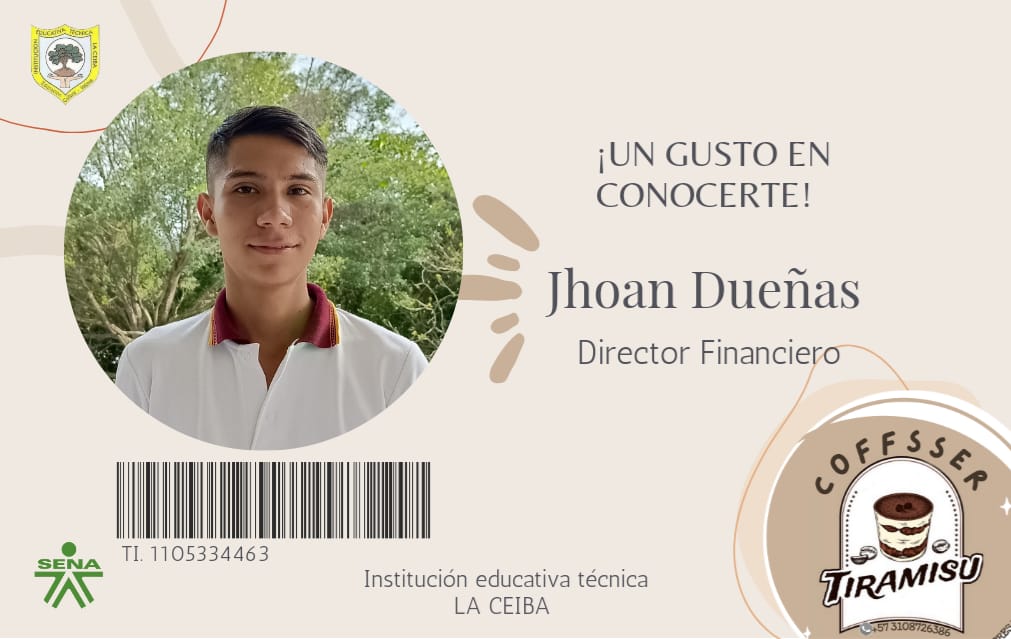 INSTITUCIÓN EDUCATIVA TÉCNICA LA CEIBA
¡UN GUSTO EN
CONOCERTE!
Jhoan Dueñas
Director Financiero
COFFSSER
TIRAMISU
+57 3108726386
TI. 1105334463
SENA
Institución educativa técnica
LA CEIBA